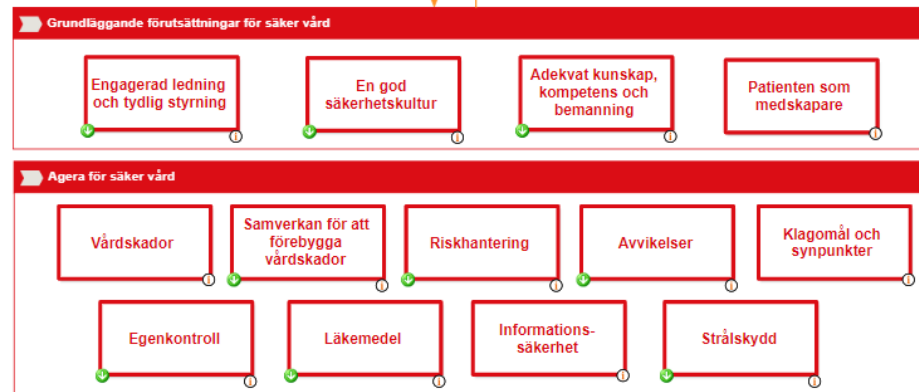 Grundläggande förutsättningar för säker vård
Engagerad ledning
och tydlig styrning
En god
säkerhetskultur
Adekvat kunskap,
kompetens och
bemanning
Patienten som
medskapare
Agera för säker vård
Vårdskador
Samverkan för att
förebygga
vårdskador
Riskhantering
Avvikelser
Klagomål och
synpunkter
Egenkontroll
Läkemedel
Informations-
säkerhet
Strålskydd